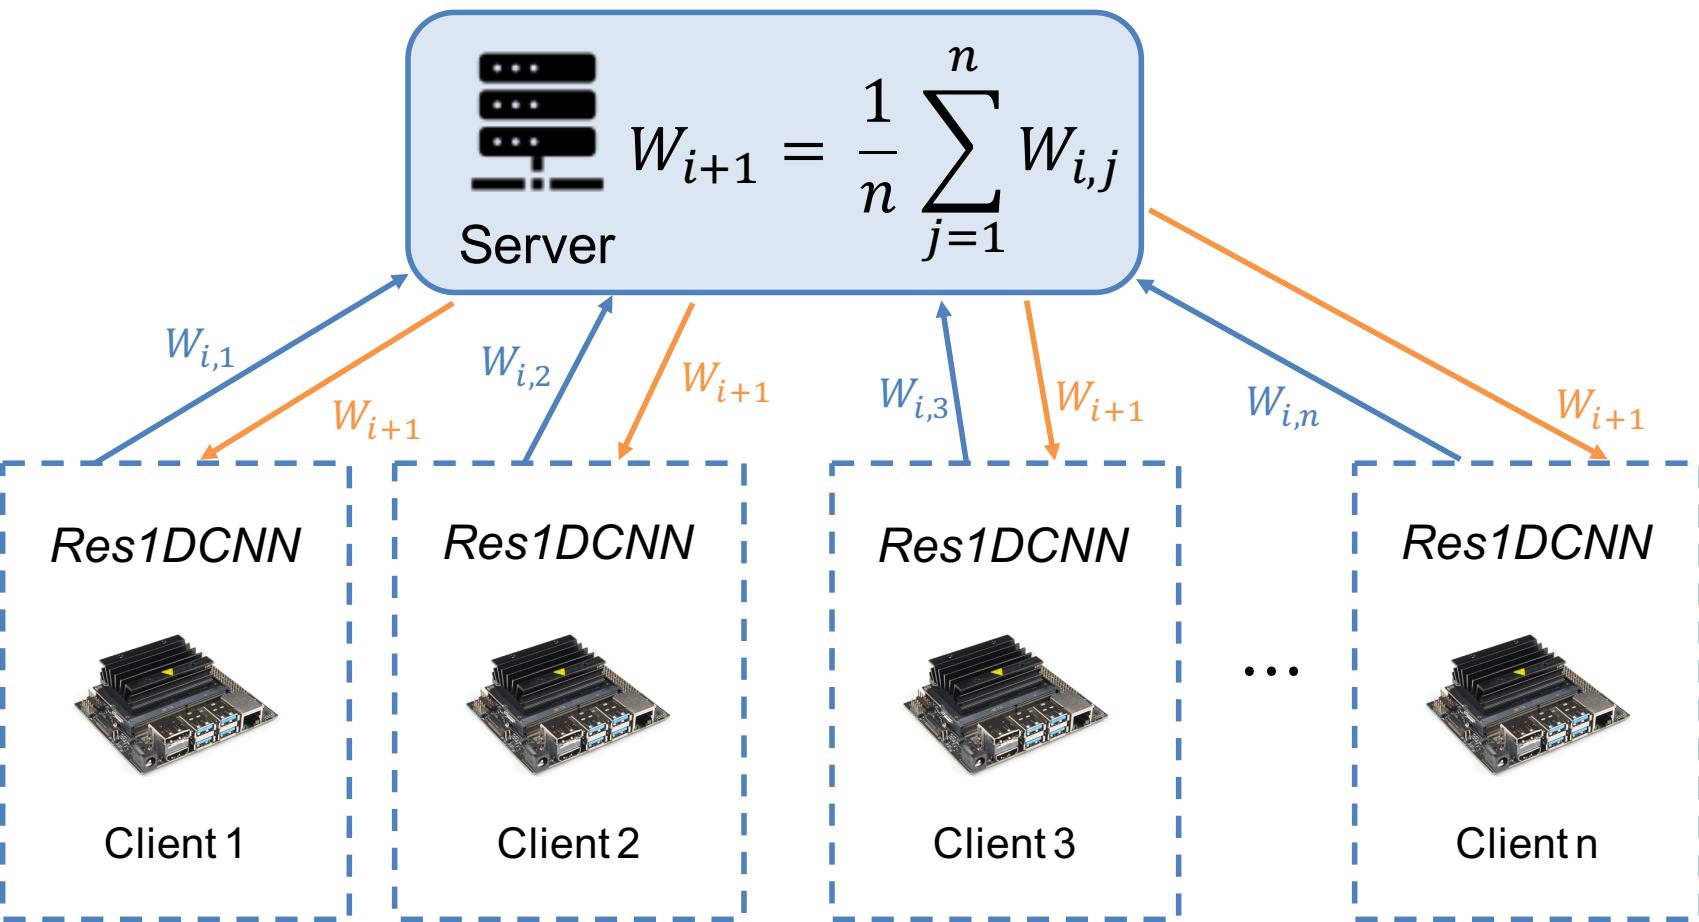 Server
W_{i+1} = \frac{1}{n} \sum_{j=1}^{n} W_{i,j}
W_{i,1}
W_{i+1}
W_{i,2}
W_{i+1}
W_{i,3}
W_{i+1}
W_{i,n}
W_{i+1}
Res1DCNN
Res1DCNN
Res1DCNN
Res1DCNN
...
Client 1
Client 2
Client 3
Client n